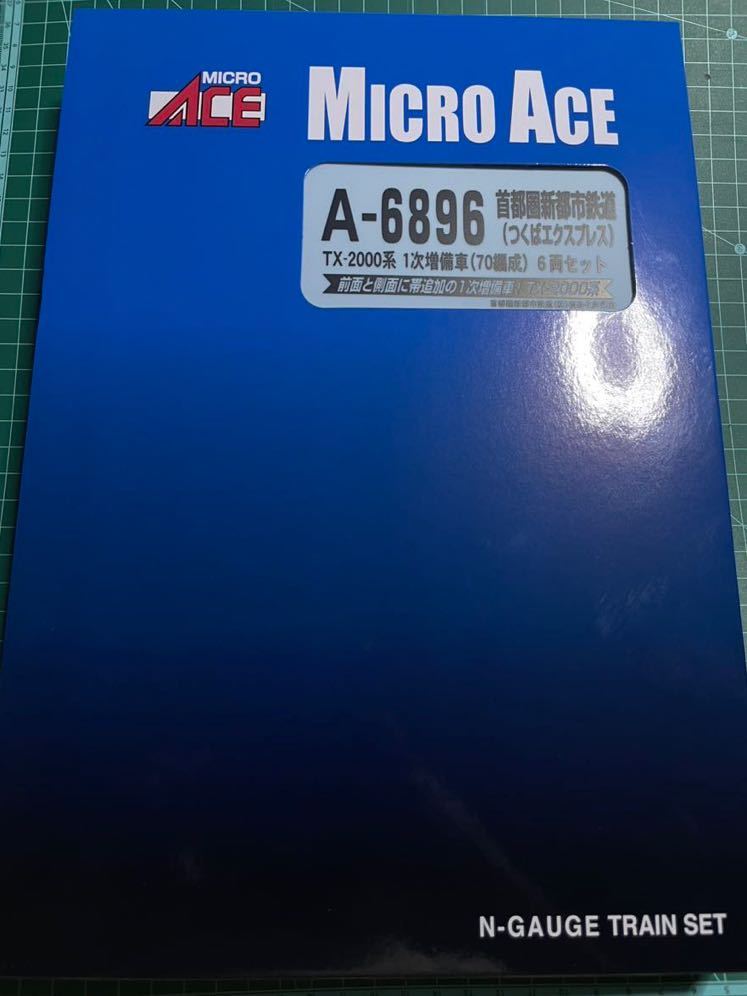 MICRO
ACE
MICRO ACE
A-6896
首都圏新都市鉄道
(つくばエクスプレス)
TX-2000系 1次増備車(70編成) 6両セット
前面と側面に帯追加の1次増備車! TX-2000系
N-GAUGE TRAIN SET